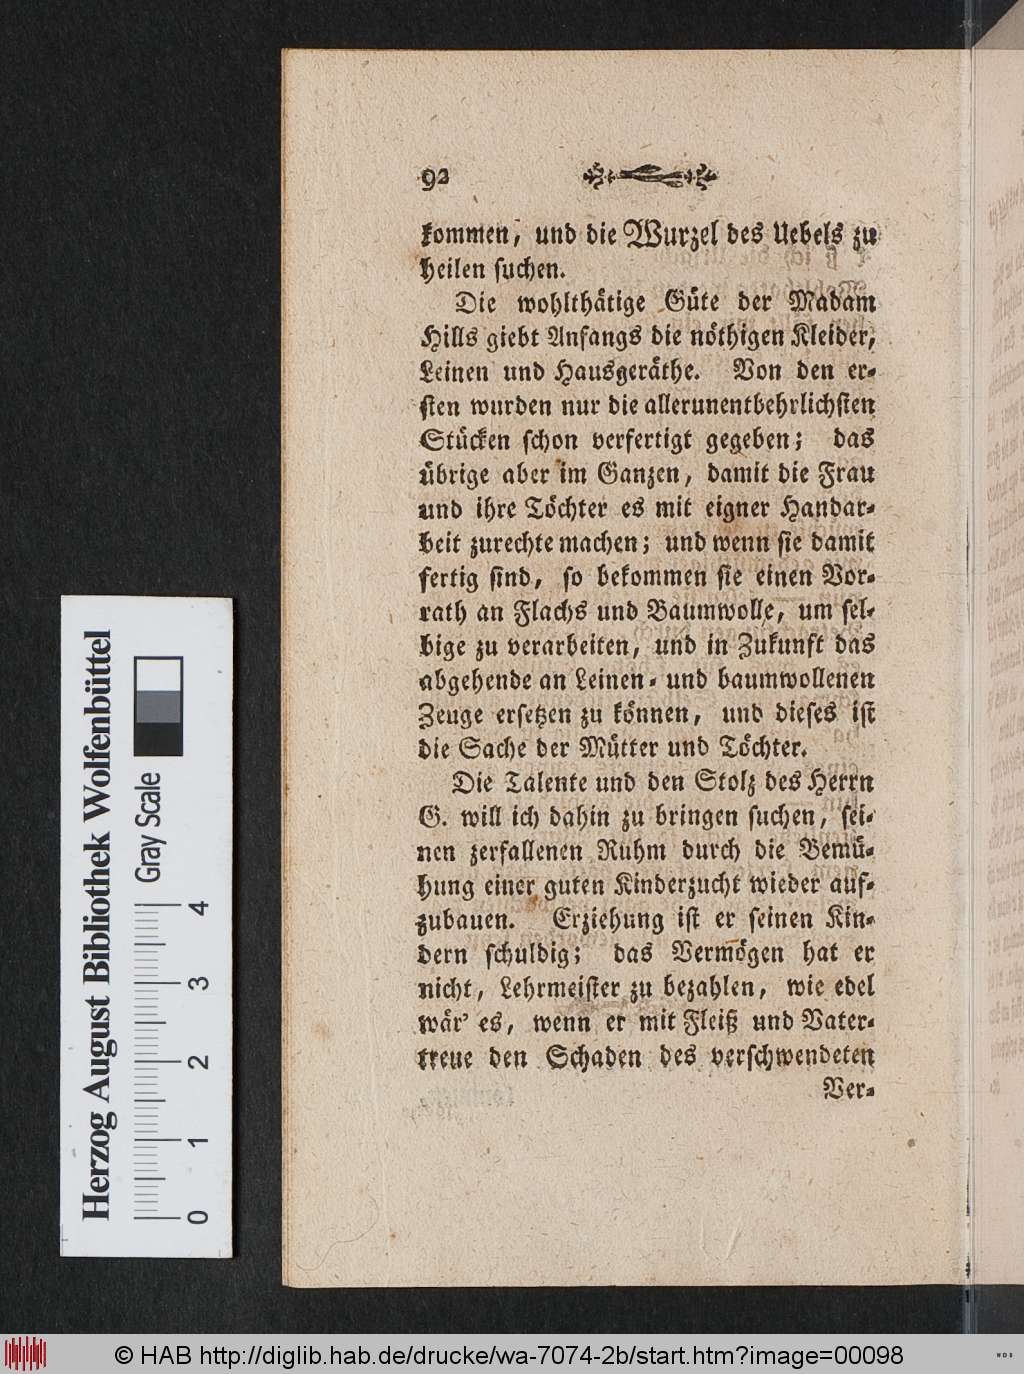 92
kommen, und die Wurzel des Uebels zu
heilen suchen.
Die wohlthätige Güte der Madam
Hills giebt Anfangs die nöthigen Kleider,
Leinen und Hausgeräthe. Von den er-
sten wurden nur die allerunentbehrlichsten
Stücken schon verfertigt gegeben; das
übrige aber im Ganzen, damit die Frau
und ihre Töchter es mit eigner Handar-
beit zurechte machen; und wenn sie damit
fertig sind, so bekommen sie einen Vor-
rath an Flachs und Baumwolle, um sel-
bige zu verarbeiten, und in Zukunft das
abgehende an Leinen- und baumwollenen
Zeuge ersetzen zu können, und dieses ist
die Sache der Mütter und Töchter.
Die Talente und den Stolz des Herrn
G. will ich dahin zu bringen suchen, sei-
nen zerfallenen Ruhm durch die Bemü-
hung einer guten Kinderzucht wieder auf-
zubauen. Erziehung ist er seinen Kin-
dern schuldig; das Vermögen hat er
nicht, Lehrmeister zu bezahlen, wie edel
wär' es, wenn er mit Fleiß und Vater-
treue den Schaden des verschwendeten
Ver-
Herzog August Bibliothek Wolfenbüttel
Gray Scale
0 1 2 3 4
© HAB http://diglib.hab.de/drucke/wa-7074-2b/start.htm?image=00098
WDB